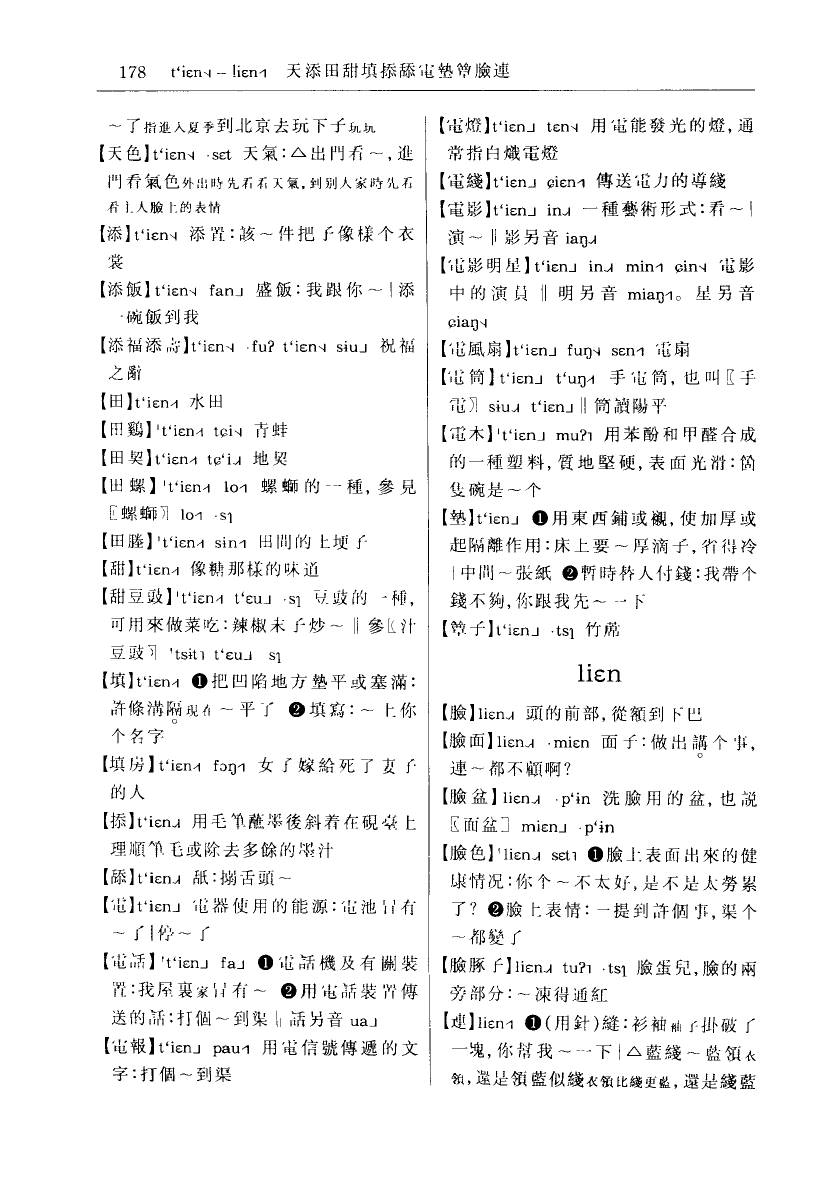 178 tʻiɛn˧˩ – liɛn˧˥ 天添田甜填掭舔電墊簟臉連
～了指進入夏季到北京去玩下子玩玩
【天色】tʻiɛn˧˩ ·sɛt 天氣：△出門看～，進
門看氣色外出時先看看天氣，到別人家時先看
看主人臉上的表情
【添】tʻiɛn˧˩ 添置：該～件把子像樣个衣
裳
【添飯】tʻiɛn˧˩ fan˩ 盛飯：我跟你～｜添
一碗飯到我
【添福添壽】tʻiɛn˧˩ ·fuʔ tʻiɛn˧˩ siu˩ 祝福
之辭
【田】tʻiɛn˧˥ 水田
【田鷄】ˈtʻiɛn˧˥ tɕi˧˩ 青蛙
【田契】tʻiɛn˧˥ tɕʻi˨˩ 地契
【田螺】ˈtʻiɛn˧˥ lo˧˥ 螺螄的一種，參見
〖螺螄〗lo˧˥ ·sɿ
【田塍】ˈtʻiɛn˧˥ sin˧˥ 田間的土埂子
【甜】tʻiɛn˧˥ 像糖那樣的味道
【甜豆豉】ˈtʻiɛn˧˥ tʻɛu˩ ·sɿ 豆豉的一種，
可用來做菜吃：辣椒末子炒～‖參〖汁
豆豉〗ˈtsɨt˥ tʻɛu˩ sɿ
【填】tʻiɛn˧˥ ❶把凹陷地方墊平或塞滿：
許條溝隔現在～平了 ❷填寫：～上你
个名字
【填房】tʻiɛn˧˥ fɔŋ˧˥ 女子嫁給死了妻子
的人
【掭】tʻiɛn˨˩ 用毛筆蘸墨後斜着在硯臺上
理順筆毛或除去多餘的墨汁
【舔】tʻiɛn˨˩ 舐：搦舌頭～
【電】tʻiɛn˩ 電器使用的能源：電池冇有
～了｜停～了
【電話】ˈtʻiɛn˩ fa˩ ❶電話機及有關裝
置：我屋裏家冇有～ ❷用電話裝置傳
送的話：打個～到渠‖話另音 ua˩
【電報】tʻiɛn˩ pau˧˥ 用電信號傳遞的文
字：打個～到渠
【電燈】tʻiɛn˩ tɛn˧˩ 用電能發光的燈，通
常指白熾電燈
【電綫】tʻiɛn˩ ɕiɛn˧˥ 傳送電力的導綫
【電影】tʻiɛn˩ in˨˩ 一種藝術形式：看～｜
演～‖影另音 iaŋ˨˩
【電影明星】tʻiɛn˩ in˨˩ min˧˥ ɕin˧˩ 電影
中的演員‖明另音 miaŋ˧˥。星另音
ɕiaŋ˧˩
【電風扇】tʻiɛn˩ fuŋ˧˩ sɛn˧˥ 電扇
【電筒】tʻiɛn˩ tʻuŋ˧˥ 手電筒，也叫〖手
電〗siu˨˩ tʻiɛn˩‖筒讀陽平
【電木】ˈtʻiɛn˩ muʔ˥ 用苯酚和甲醛合成
的一種塑料，質地堅硬，表面光滑：箇
隻碗是～个
【墊】tʻiɛn˩ ❶用東西鋪或襯，使加厚或
起隔離作用：床上要～厚滴子，省得冷
｜中間～張紙 ❷暫時替人付錢：我帶个
錢不夠，你跟我先～一下
【簟子】tʻiɛn˩ ·tsɿ 竹蓆
liɛn
【臉】liɛn˨˩ 頭的前部，從額到下巴
【臉面】liɛn˨˩ ·miɛn 面子：做出講个事，
連～都不顧啊？
【臉盆】liɛn˨˩ ·pʻɨn 洗臉用的盆，也説
〖面盆〗miɛn˩ ·pʻɨn
【臉色】ˈliɛn˨˩ sɛt˥ ❶臉上表面出來的健
康情况：你个～不太好，是不是太勞累
了？ ❷臉上表情：一提到許個事，渠个
～都變了
【臉豚子】liɛn˨˩ tuʔ˥ ·tsɿ 臉蛋兒，臉的兩
旁部分：～凍得通紅
【連】liɛn˧˥ ❶（用針）縫：衫袖袖子掛破了
一塊，你幫我～一下｜△藍綫～藍領衣
領，還是領藍似綫衣領比綫更藍，還是綫藍